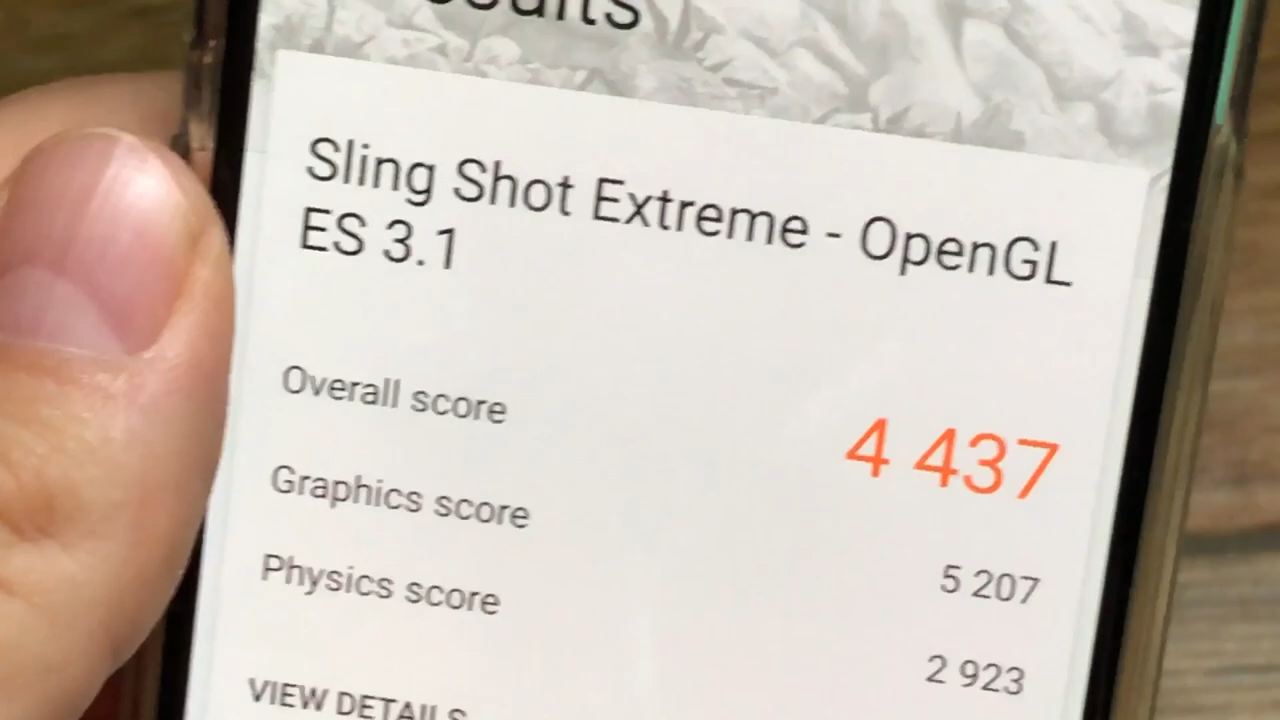 Sling Shot Extreme - OpenGL
ES 3.1
Overall score
4 437
Graphics score
5 207
Physics score
2 923
VIEW DETAILS